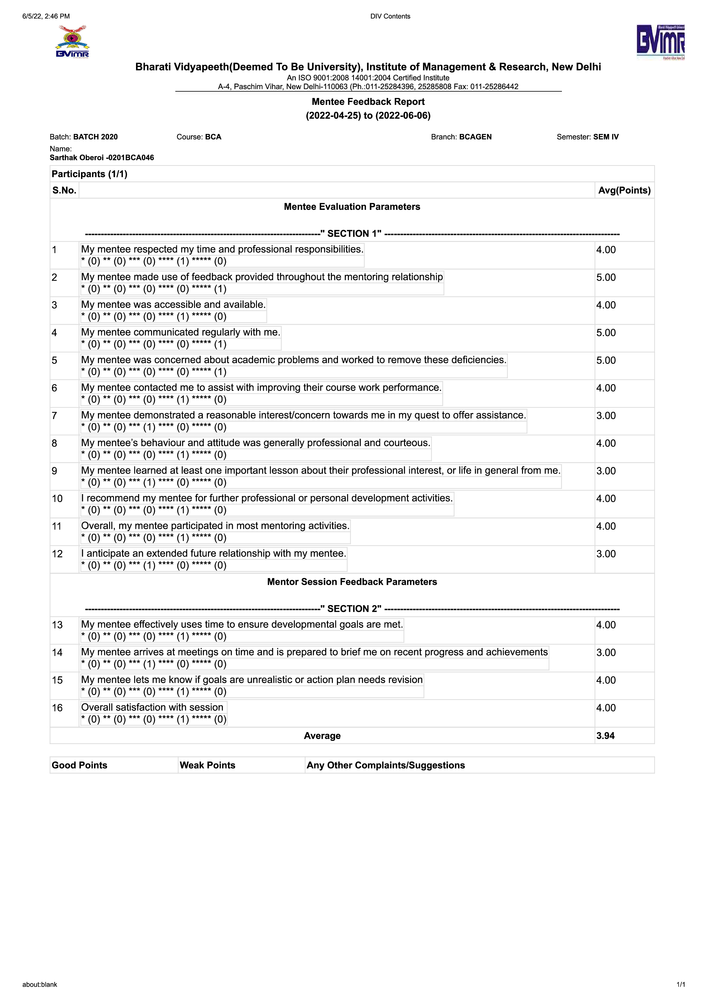 6/5/22, 2:46 PM DIV Contents
BVIMR
BVIMR
Bharati Vidyapeeth(Deemed To Be University), Institute of Management & Research, New Delhi
An ISO 9001:2008 14001:2004 Certified Institute
A-4, Paschim Vihar, New Delhi-110063 (Ph.:011-25284396, 25285808 Fax: 011-25286442
Mentee Feedback Report
(2022-04-25) to (2022-06-06)
Batch: BATCH 2020 Course: BCA Branch: BCAGEN Semester: SEM IV
Name:
Sarthak Oberoi -0201BCA046
Participants (1/1)
S.No. Avg(Points)
Mentee Evaluation Parameters
---------------------------------------------------------------------------" SECTION 1" ---------------------------------------------------------------------------
1 My mentee respected my time and professional responsibilities. 4.00
* (0) ** (0) *** (0) **** (1) ***** (0)
2 My mentee made use of feedback provided throughout the mentoring relationship 5.00
* (0) ** (0) *** (0) **** (0) ***** (1)
3 My mentee was accessible and available. 4.00
* (0) ** (0) *** (0) **** (1) ***** (0)
4 My mentee communicated regularly with me. 5.00
* (0) ** (0) *** (0) **** (0) ***** (1)
5 My mentee was concerned about academic problems and worked to remove these deficiencies. 5.00
* (0) ** (0) *** (0) **** (0) ***** (1)
6 My mentee contacted me to assist with improving their course work performance. 4.00
* (0) ** (0) *** (0) **** (1) ***** (0)
7 My mentee demonstrated a reasonable interest/concern towards me in my quest to offer assistance. 3.00
* (0) ** (0) *** (1) **** (0) ***** (0)
8 My mentee’s behaviour and attitude was generally professional and courteous. 4.00
* (0) ** (0) *** (0) **** (1) ***** (0)
9 My mentee learned at least one important lesson about their professional interest, or life in general from me. 3.00
* (0) ** (0) *** (1) **** (0) ***** (0)
10 I recommend my mentee for further professional or personal development activities. 4.00
* (0) ** (0) *** (0) **** (1) ***** (0)
11 Overall, my mentee participated in most mentoring activities. 4.00
* (0) ** (0) *** (0) **** (1) ***** (0)
12 I anticipate an extended future relationship with my mentee. 3.00
* (0) ** (0) *** (1) **** (0) ***** (0)
Mentor Session Feedback Parameters
---------------------------------------------------------------------------" SECTION 2" ---------------------------------------------------------------------------
13 My mentee effectively uses time to ensure developmental goals are met. 4.00
* (0) ** (0) *** (0) **** (1) ***** (0)
14 My mentee arrives at meetings on time and is prepared to brief me on recent progress and achievements 3.00
* (0) ** (0) *** (1) **** (0) ***** (0)
15 My mentee lets me know if goals are unrealistic or action plan needs revision 4.00
* (0) ** (0) *** (0) **** (1) ***** (0)
16 Overall satisfaction with session 4.00
* (0) ** (0) *** (0) **** (1) ***** (0)
Average 3.94
Good Points Weak Points Any Other Complaints/Suggestions
about:blank 1/1